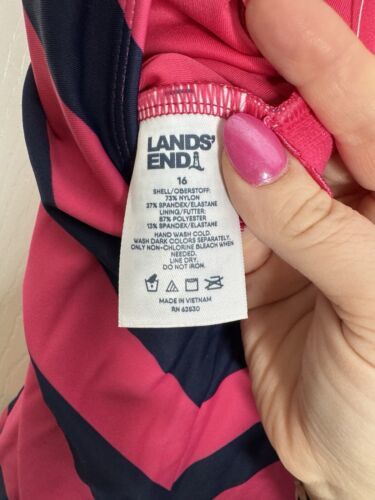 LANDS'
END
16
SHELL/OBERSTOFF:
73% NYLON
27% SPANDEX/ELASTANE
LINING/FUTTER:
87% POLYESTER
13% SPANDEX/ELASTANE
HAND WASH COLD.
WASH DARK COLORS SEPARATELY.
ONLY NON-CHLORINE BLEACH WHEN
NEEDED.
LINE DRY.
DO NOT IRON.
MADE IN VIETNAM
RN 62830